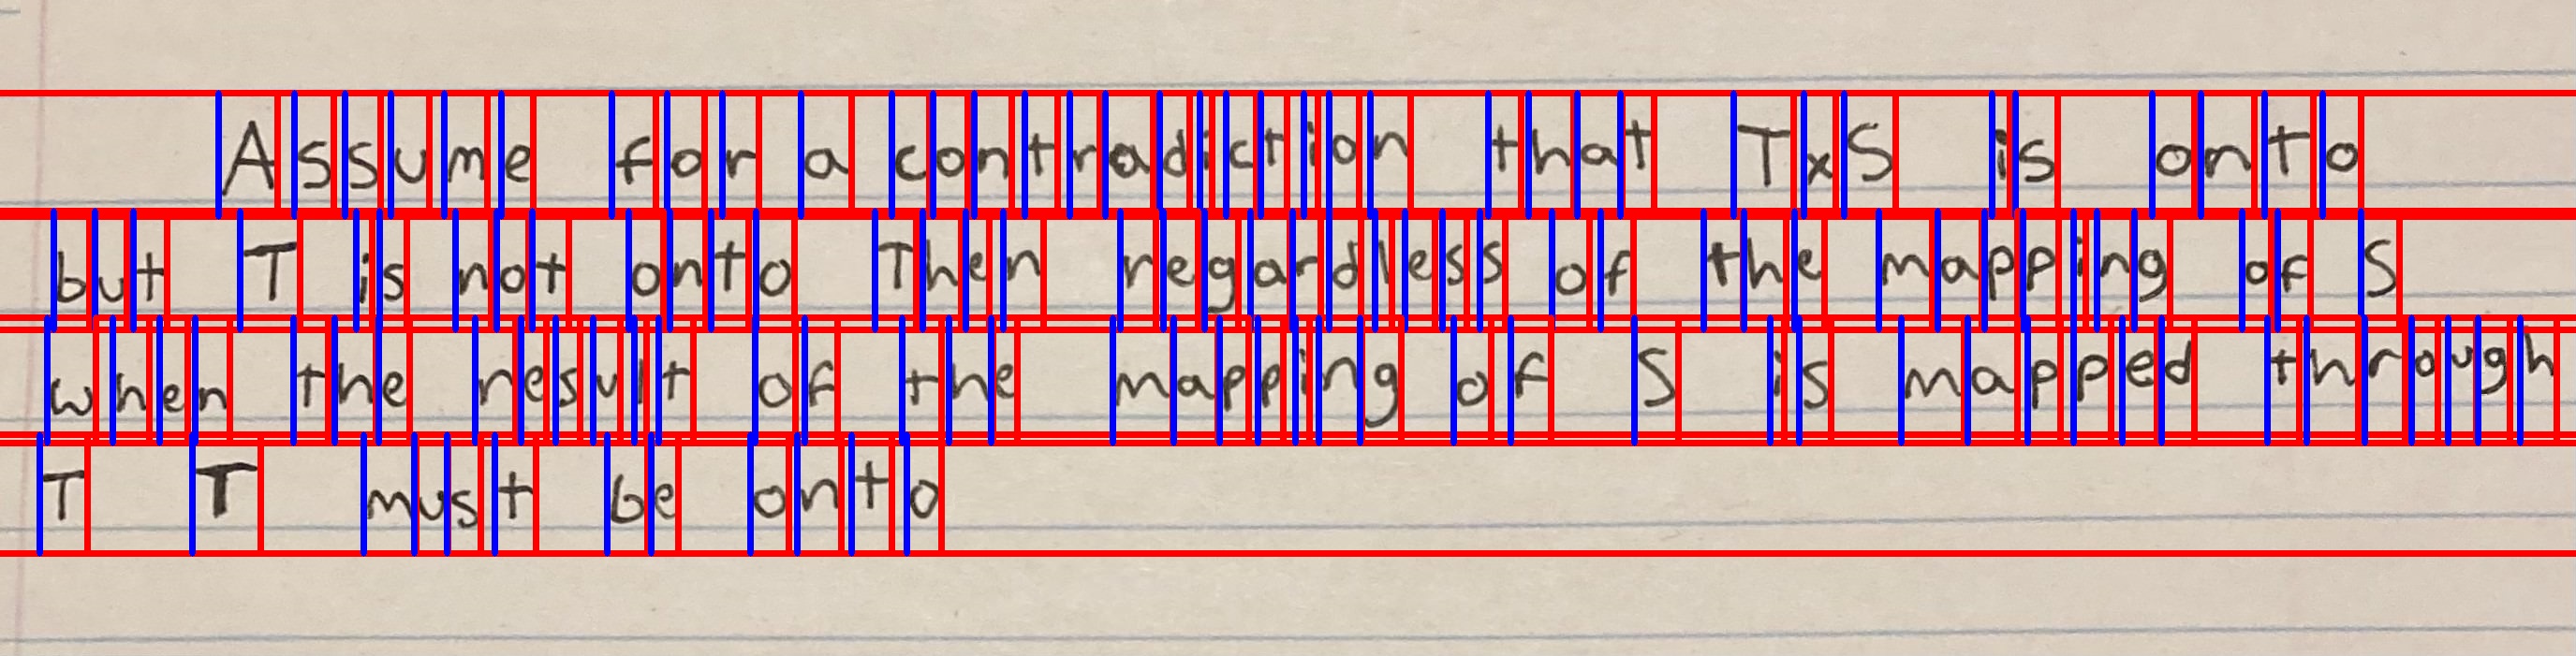 Assume for a contradiction that TxS is onto
but T is not onto Then regardless of the mapping of S
when the result of the mapping of S is mapped through
T T must be onto